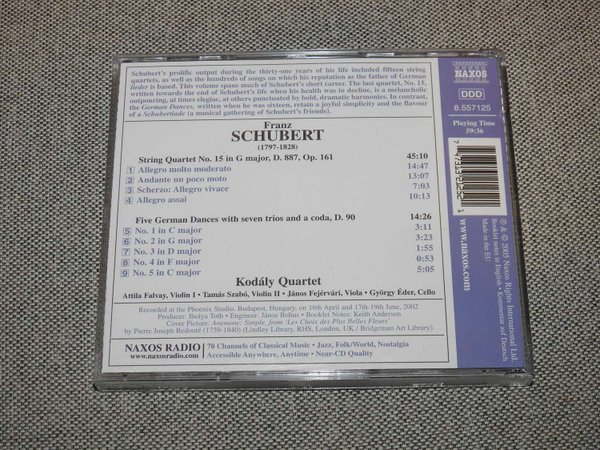 Schubert's prolific output during the thirty-one years of his life included fifteen string
quartets, as well as the hundreds of songs on which his reputation as the father of German
lieder is based. This volume spans much of Schubert's short career. The last quartet, No. 15,
written towards the end of Schubert's life when his health was in decline, is a melancholic
outpouring, at times elegiac, at others punctuated by bold, dramatic harmonies. In contrast,
the German Dances, written when he was sixteen, retain a joyful simplicity and the flavour
of a Schubertiade (a musical gathering of Schubert's friends).
Franz
SCHUBERT
(1797-1828)
String Quartet No. 15 in G major, D. 887, Op. 161 45:10
1 Allegro molto moderato 14:47
2 Andante un poco moto 13:07
3 Scherzo: Allegro vivace 7:03
4 Allegro assai 10:13
Five German Dances with seven trios and a coda, D. 90 14:26
5 No. 1 in C major 3:11
6 No. 2 in G major 3:23
7 No. 3 in D major 1:55
8 No. 4 in F major 0:53
9 No. 5 in C major 5:05
Kodály Quartet
Attila Falvay, Violin I • Tamás Szabó, Violin II • János Fejérvári, Viola • György Éder, Cello
Recorded at the Phoenix Studio, Budapest, Hungary, on 16th April and 17th-19th June, 2002
Producer: Ibolya Toth • Engineer: János Bohus • Booklet Notes: Keith Anderson
Cover Picture: Anemone: Simple, from 'Les Choix des Plus Belles Fleurs'
by Pierre Joseph Redouté (1759-1840) (Lindley Library, RHS, London, UK / Bridgeman Art Library)
NAXOS RADIO 70 Channels of Classical Music • Jazz, Folk/World, Nostalgia
www.naxosradio.com Accessible Anywhere, Anytime • Near-CD Quality
NAXOS
DDD
8.557125
Playing Time
59:36
www.naxos.com
℗ & © 2005 Naxos Rights International Ltd.
Booklet notes in English • Kommentar auf Deutsch
Made in the EU